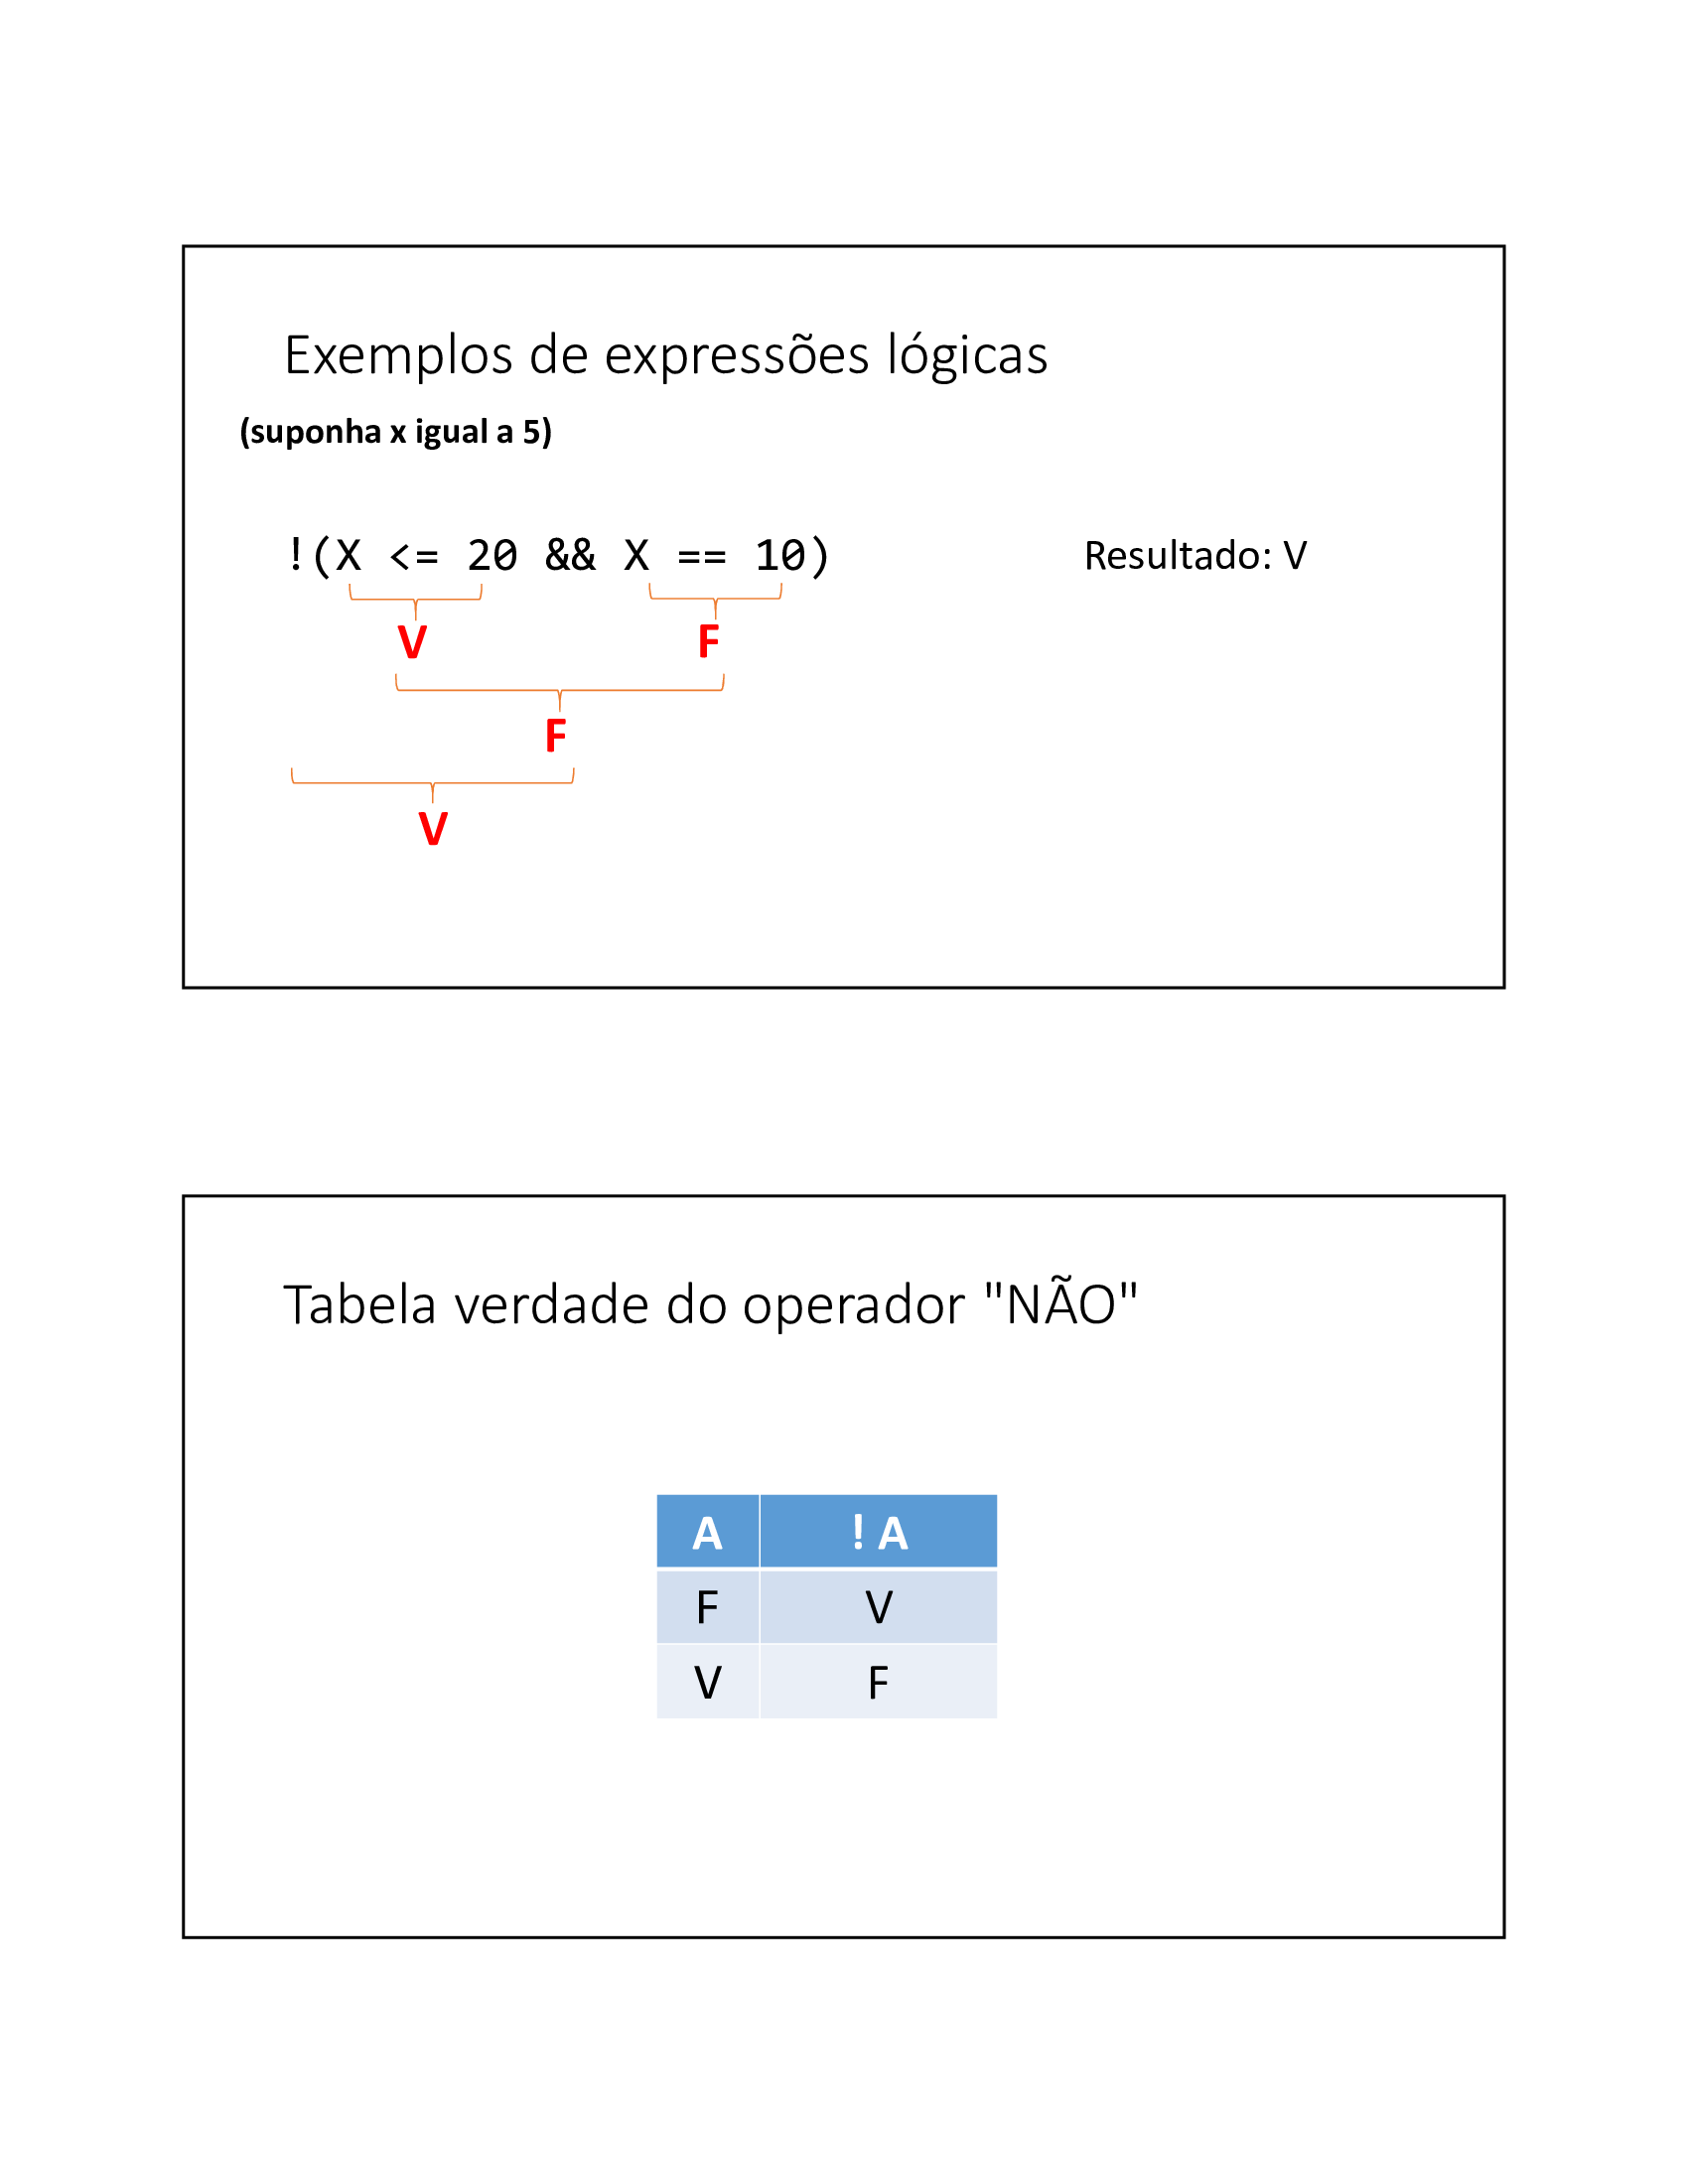 Exemplos de expressões lógicas
(suponha x igual a 5)
!(X <= 20 && X == 10) Resultado: V
V F
F
V
Tabela verdade do operador "NÃO"
A !A
F V
V F